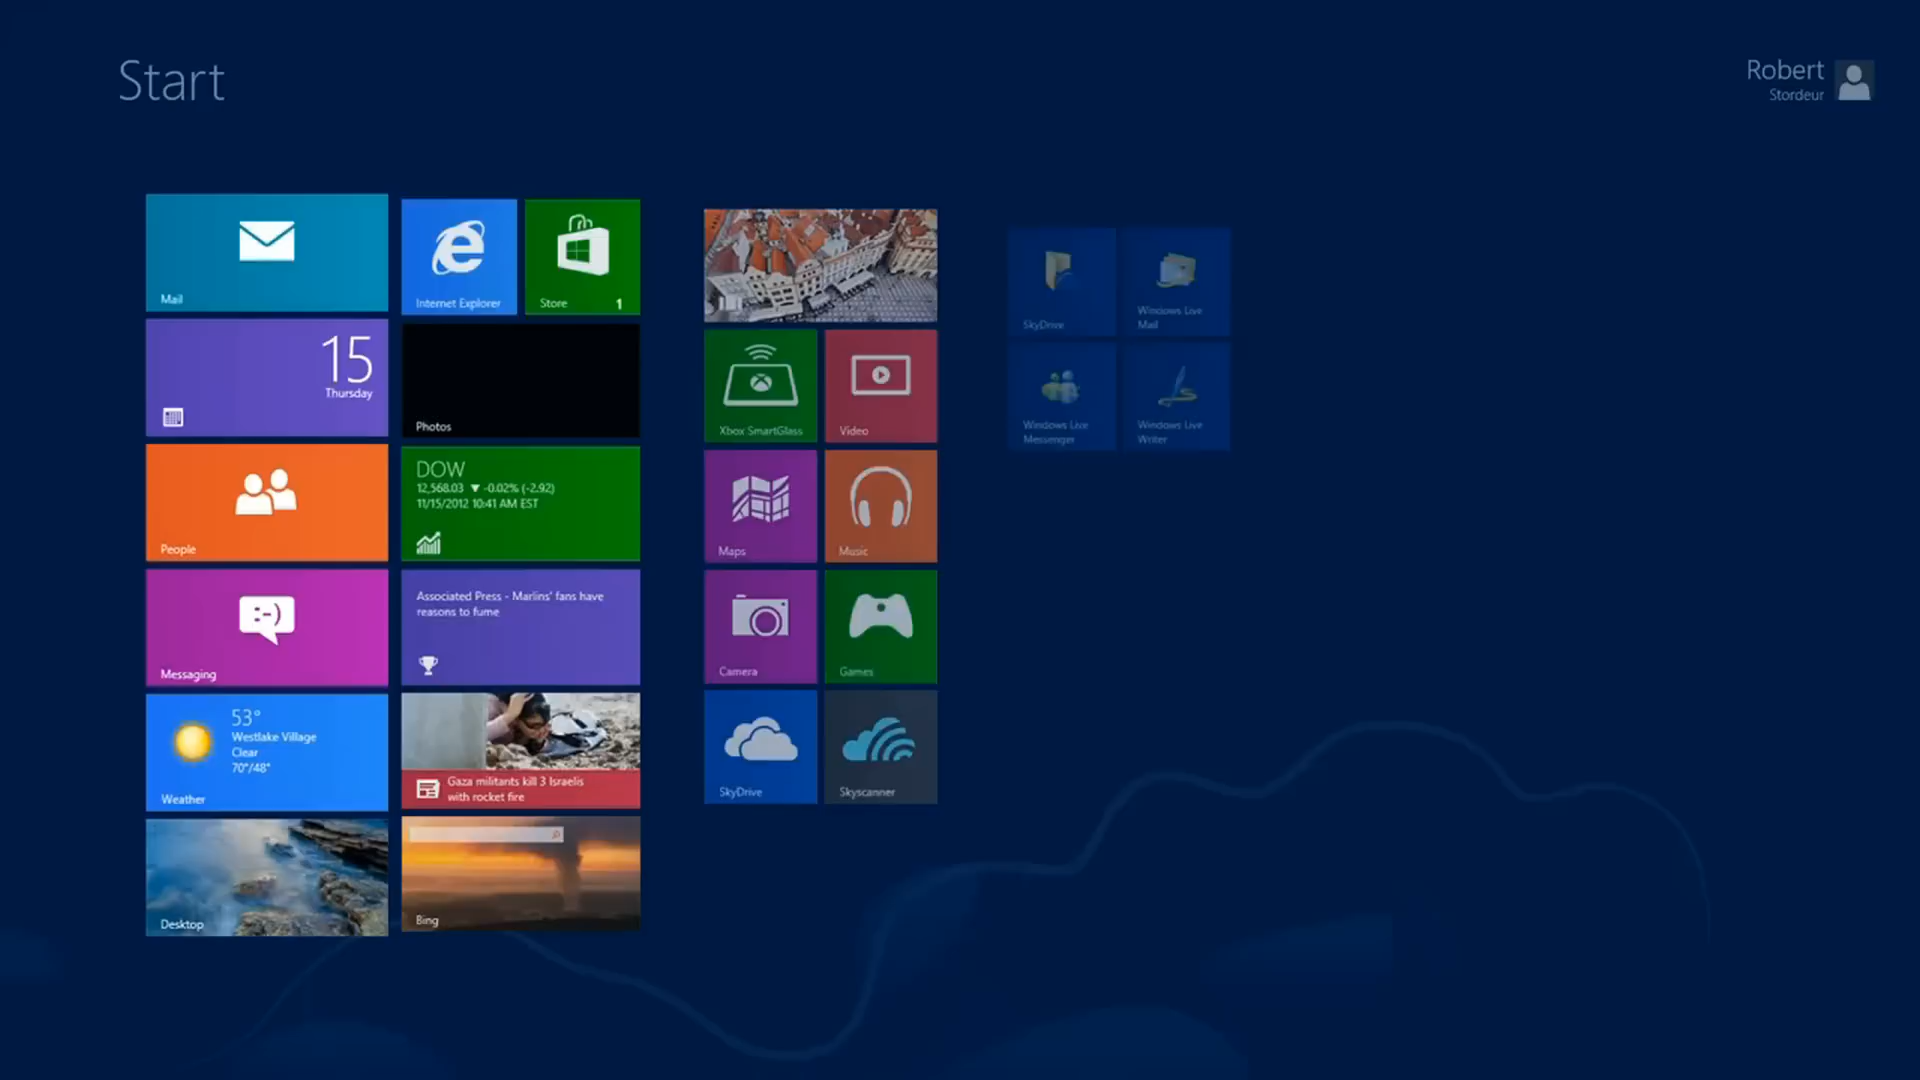 Start
Robert
Stordeur
Mail
15
Thursday
People
Messaging
53°
Westlake Village
Clear
70°/48°
Weather
Desktop
Internet Explorer
Store
1
Photos
DOW
12,568.03 ▼ -0.02% (-2.92)
11/15/2012 10:41 AM EST
Associated Press - Marlins' fans have
reasons to fume
Gaza militants kill 3 Israelis
with rocket fire
Bing
Xbox SmartGlass
Video
Maps
Music
Camera
Games
SkyDrive
Skyscanner
SkyDrive
Windows Live
Mail
Windows Live
Messenger
Windows Live
Writer